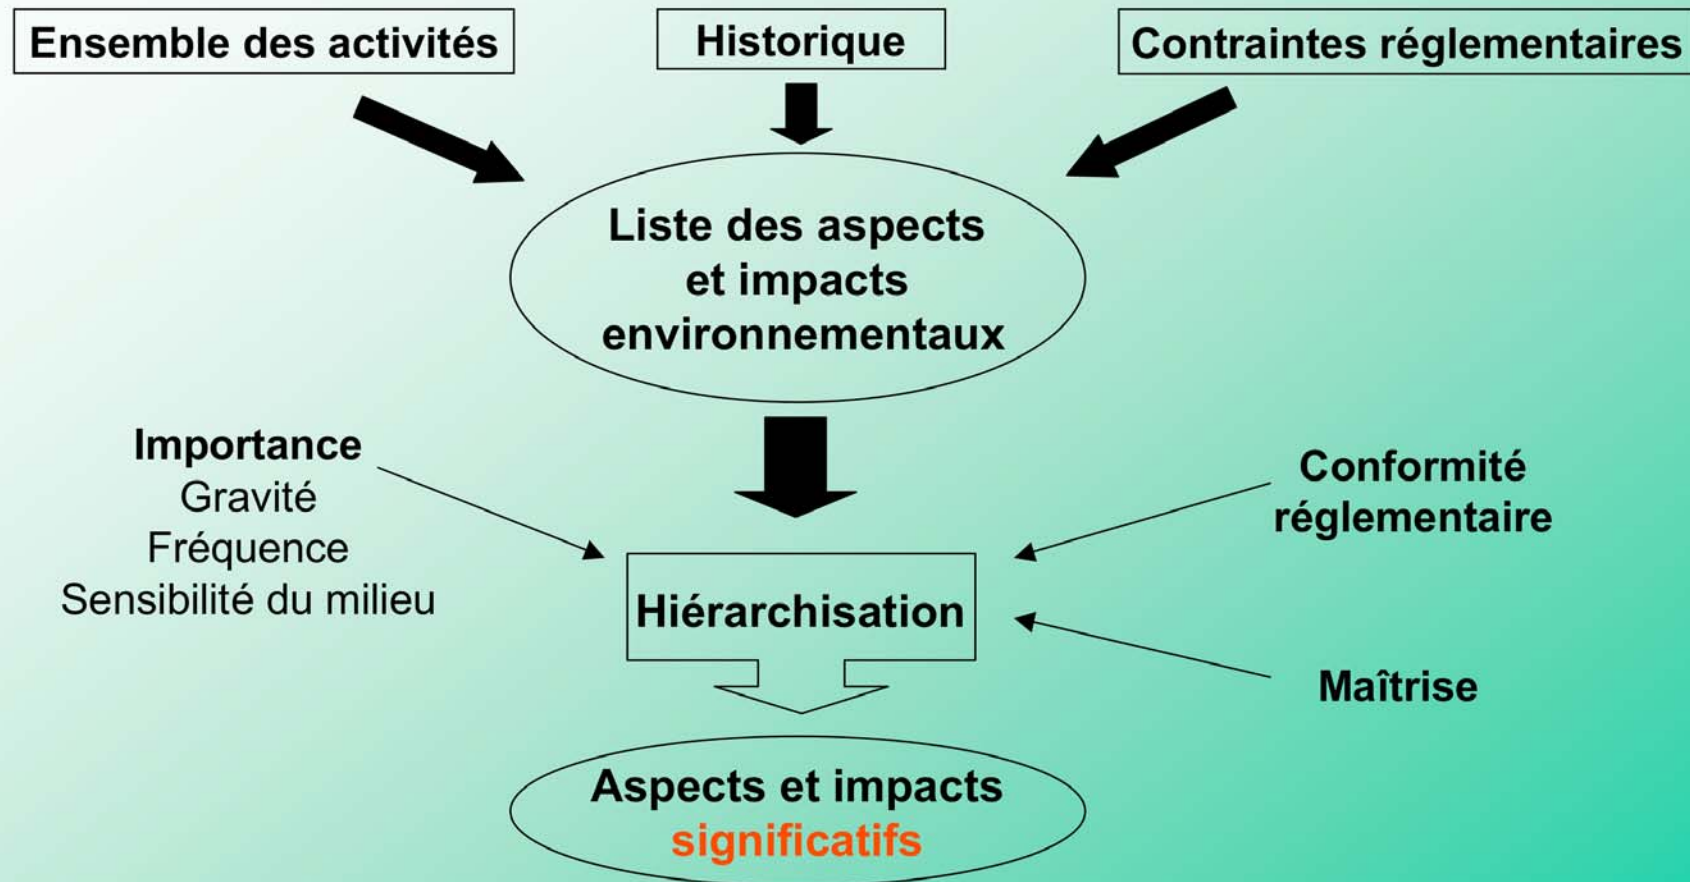 Ensemble des activités
Historique
Contraintes réglementaires
Liste des aspects
et impacts
environnementaux
Importance
Gravité
Fréquence
Sensibilité du milieu
Conformité
réglementaire
Hiérarchisation
Maîtrise
Aspects et impacts
significatifs